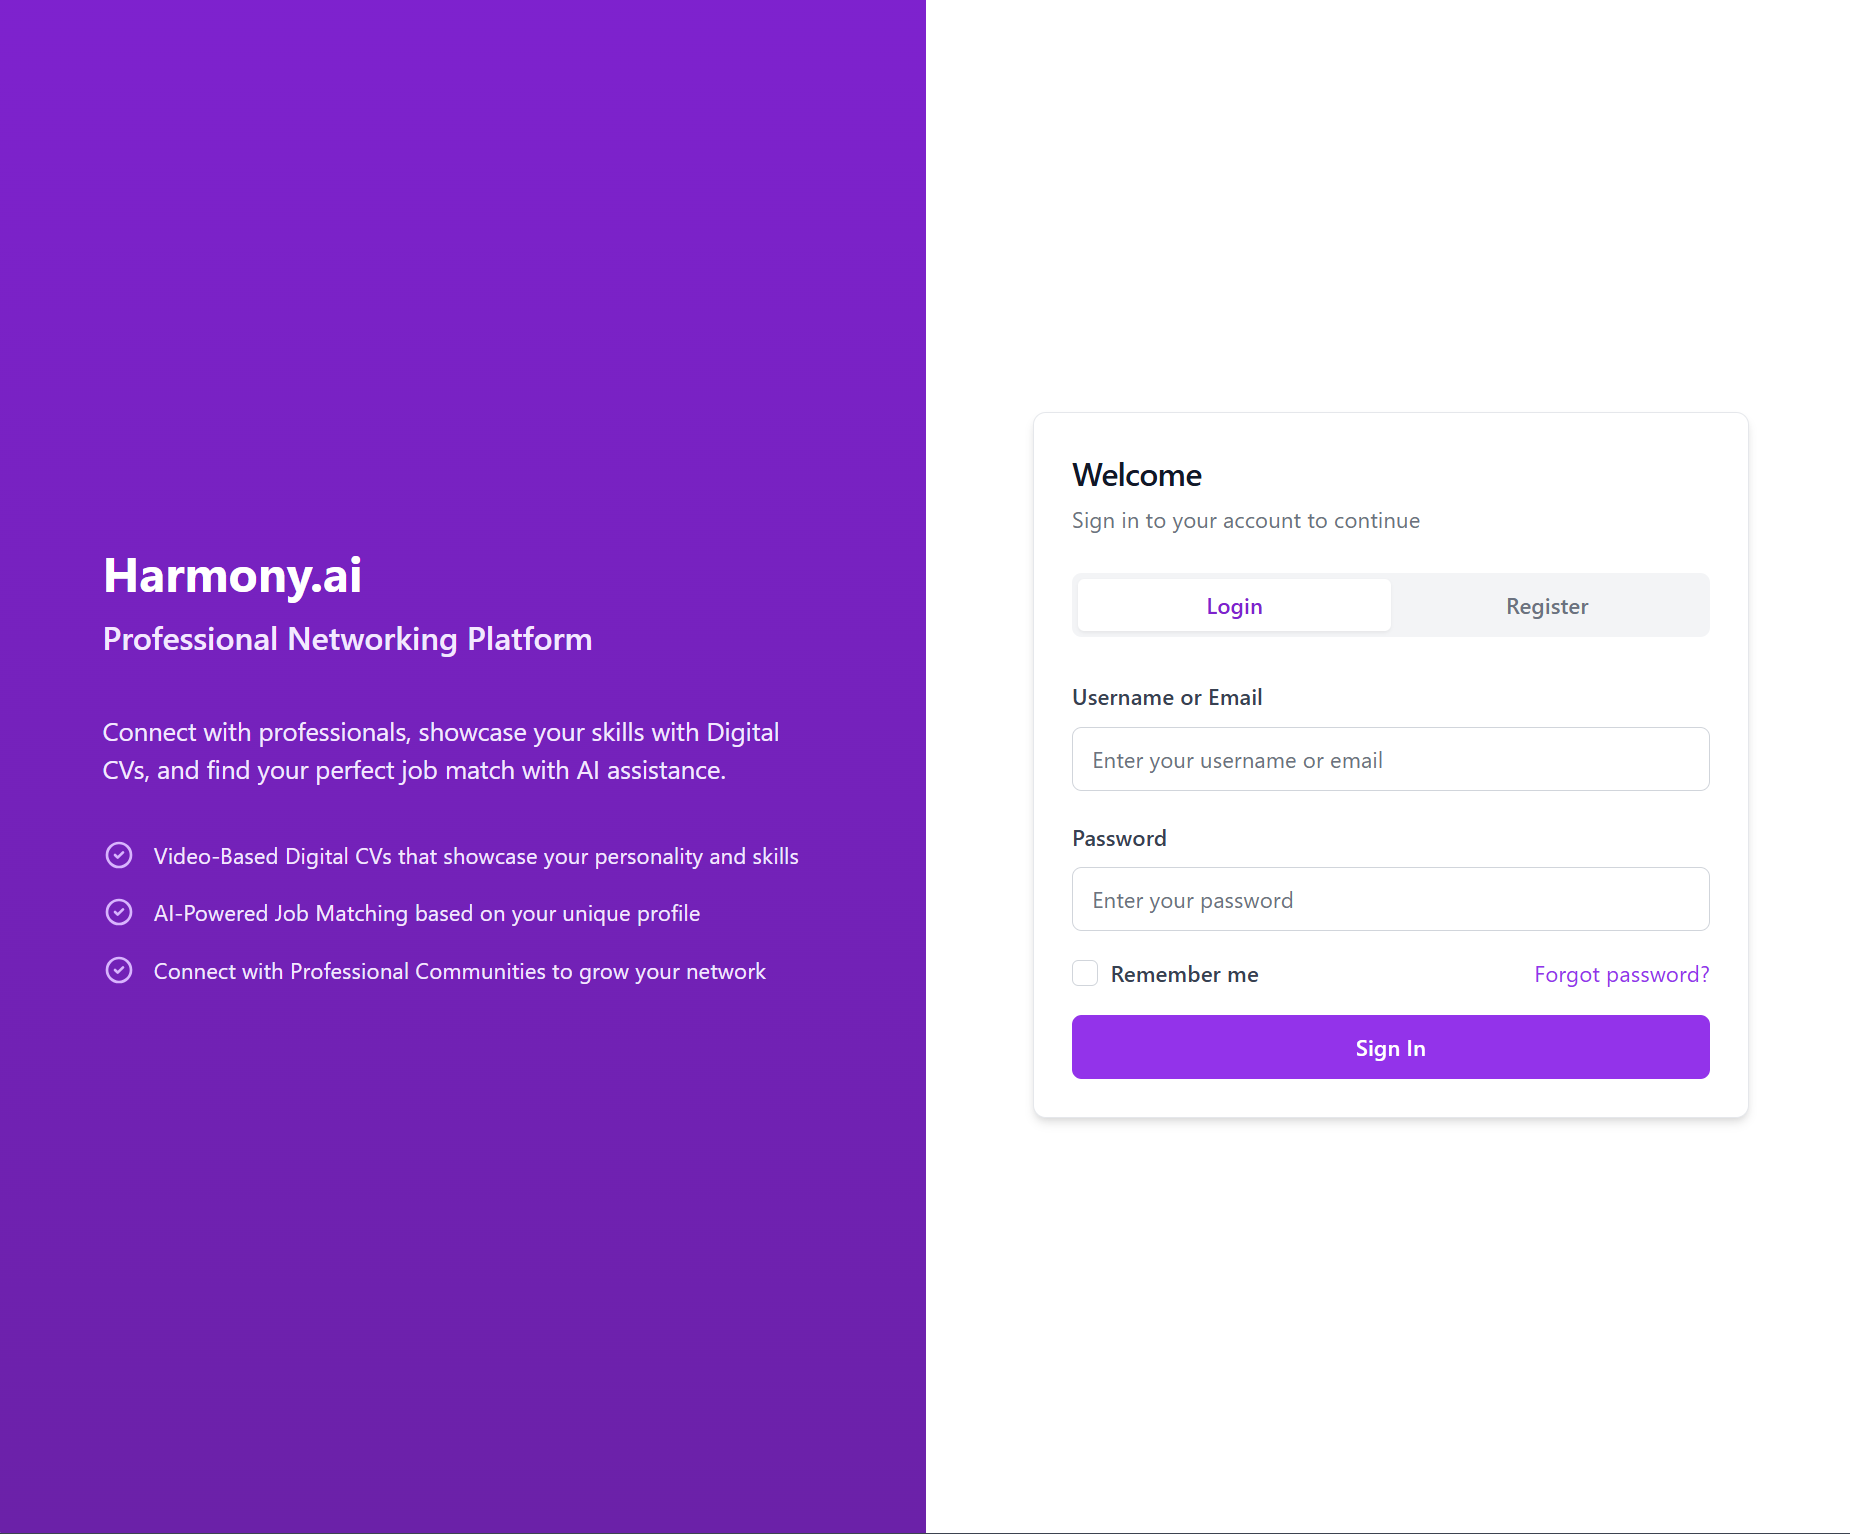 Harmony.ai
Professional Networking Platform
Connect with professionals, showcase your skills with Digital
CVs, and find your perfect job match with AI assistance.
Video-Based Digital CVs that showcase your personality and skills
AI-Powered Job Matching based on your unique profile
Connect with Professional Communities to grow your network
Welcome
Sign in to your account to continue
Login
Register
Username or Email
Enter your username or email
Password
Enter your password
Remember me
Forgot password?
Sign In